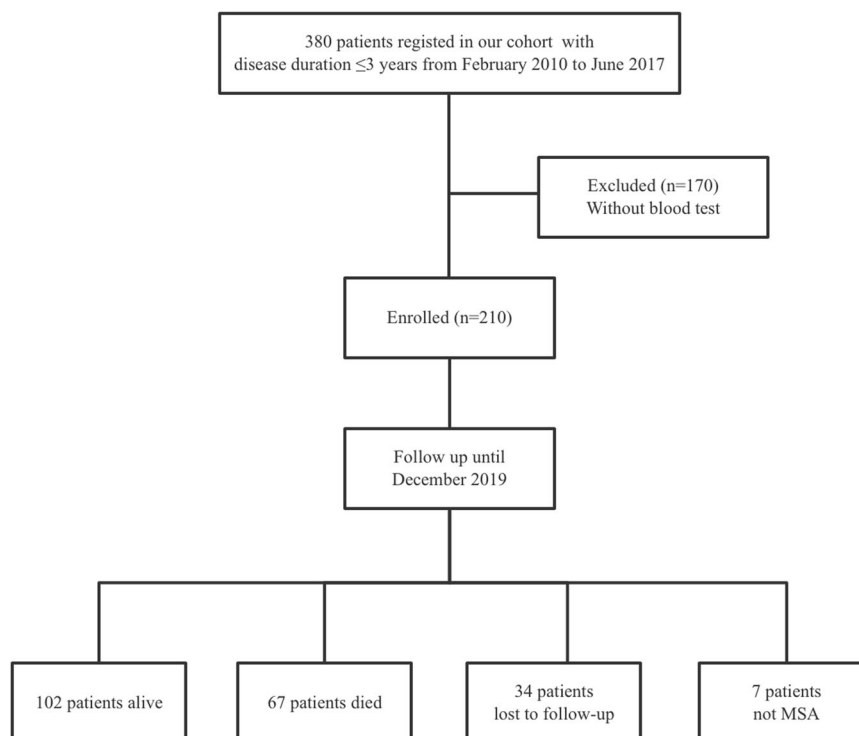 380 patients registed in our cohort with
disease duration ≤3 years from February 2010 to June 2017
Excluded (n=170)
Without blood test
Enrolled (n=210)
Follow up until
December 2019
102 patients alive
67 patients died
34 patients
lost to follow-up
7 patients
not MSA